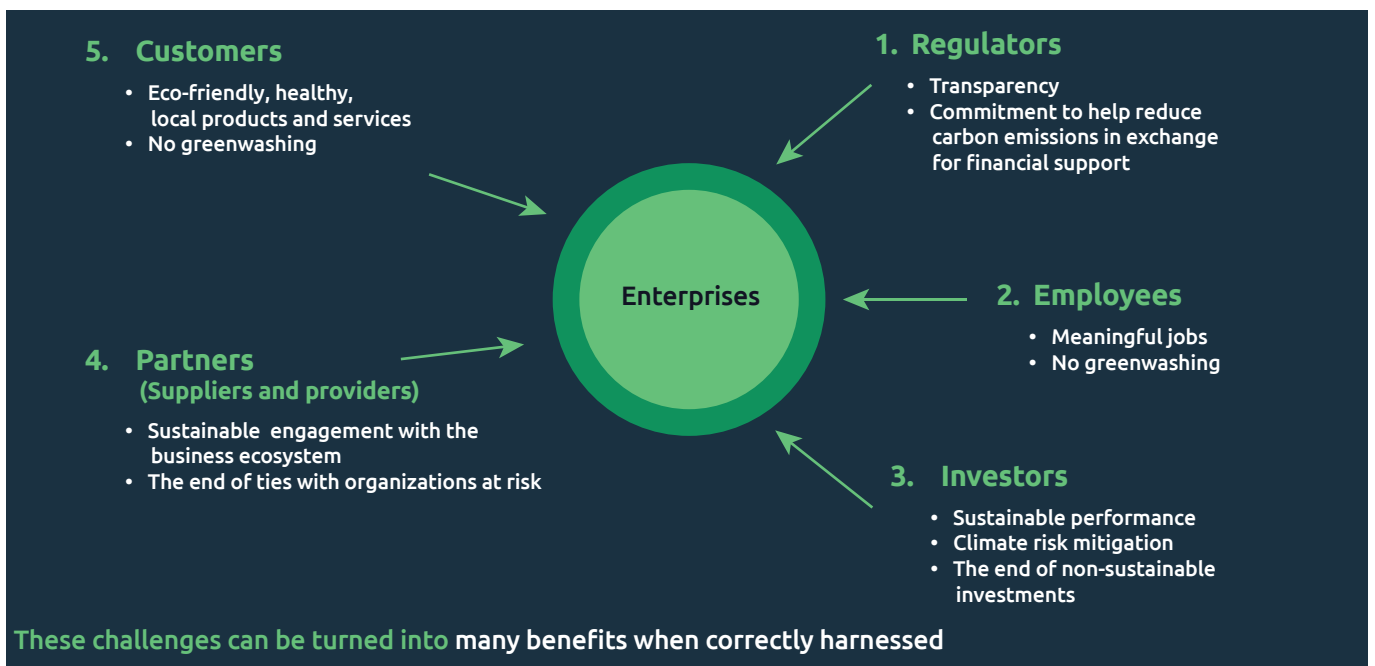 1. Regulators
• Transparency
• Commitment to help reduce
carbon emissions in exchange
for financial support
2. Employees
• Meaningful jobs
• No greenwashing
3. Investors
• Sustainable performance
• Climate risk mitigation
• The end of non-sustainable
investments
4. Partners
(Suppliers and providers)
• Sustainable engagement with the
business ecosystem
• The end of ties with organizations at risk
5. Customers
• Eco-friendly, healthy,
local products and services
• No greenwashing
Enterprises
These challenges can be turned into many benefits when correctly harnessed